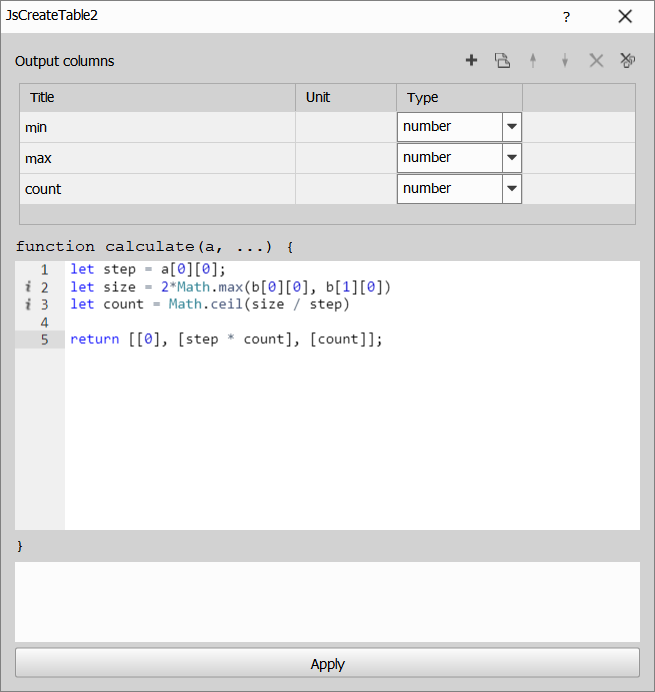 JsCreateTable2 ?
Output columns
Title Unit Type
min number
max number
count number
function calculate(a, ...) {
1 let step = a[0][0];
i 2 let size = 2*Math.max(b[0][0], b[1][0])
i 3 let count = Math.ceil(size / step)
4
5 return [[0], [step * count], [count]];
}
Apply